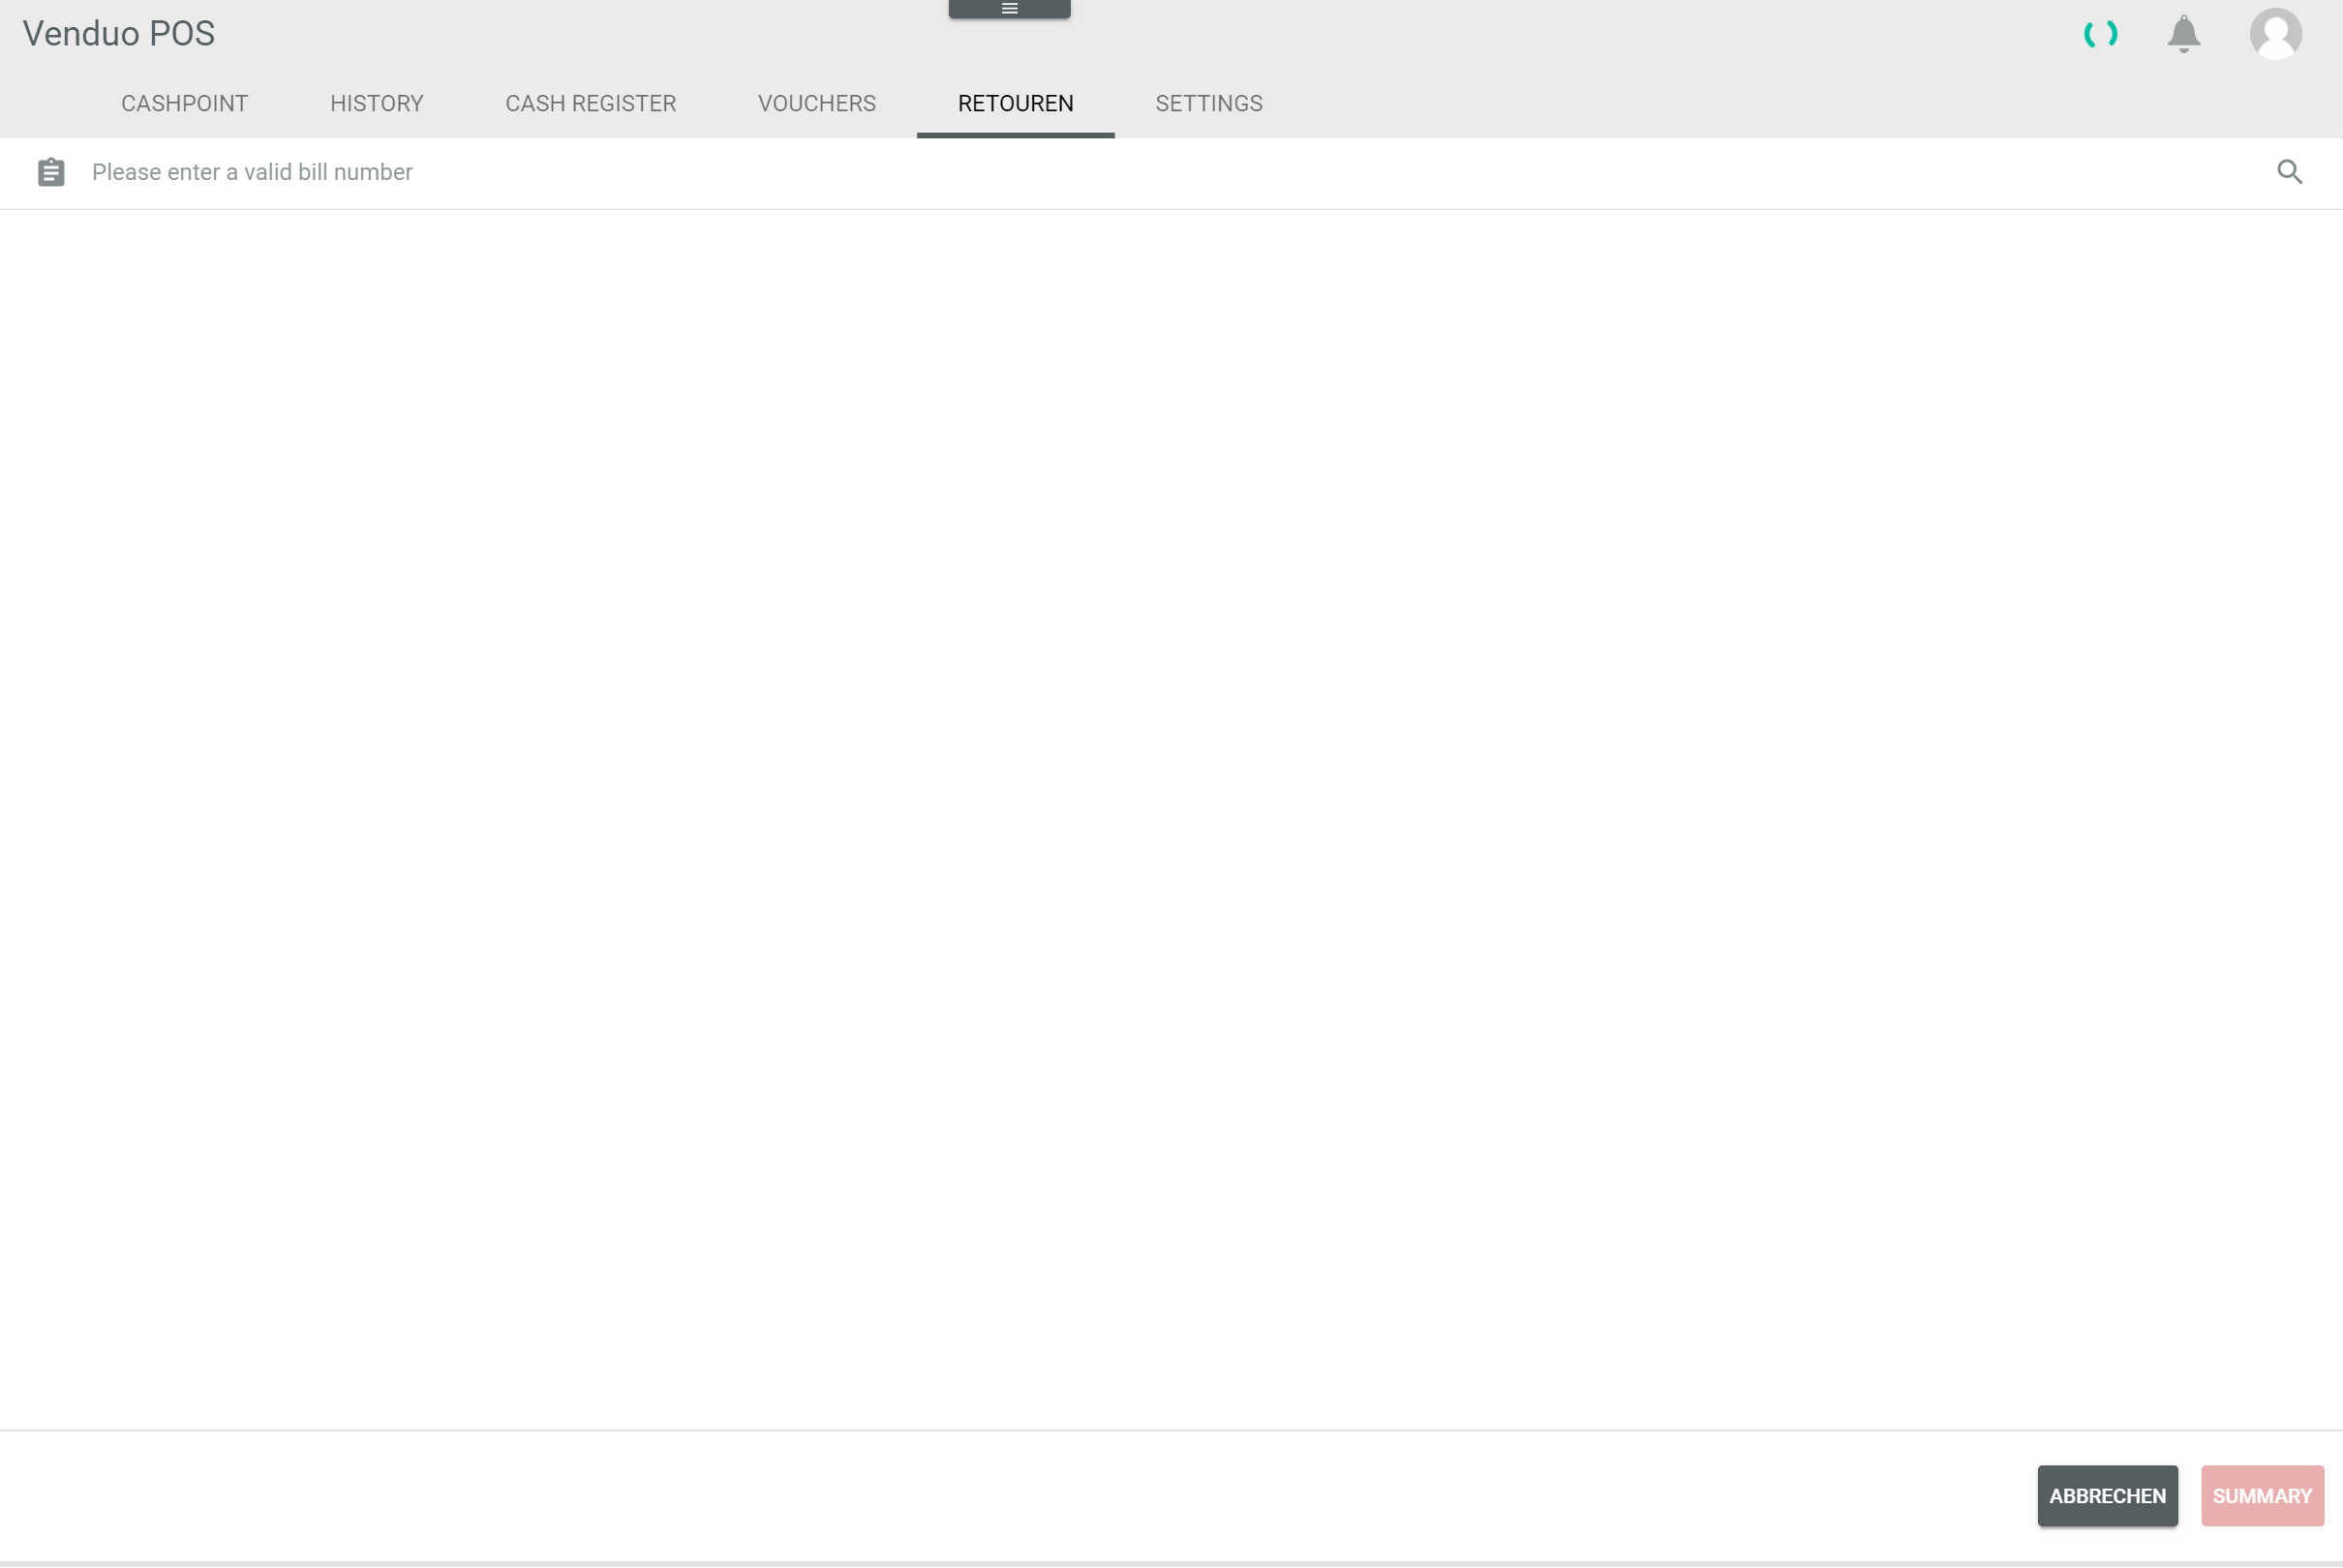 Venduo POS
CASHPOINT HISTORY CASH REGISTER VOUCHERS RETOUREN SETTINGS
Please enter a valid bill number
ABBRECHEN SUMMARY